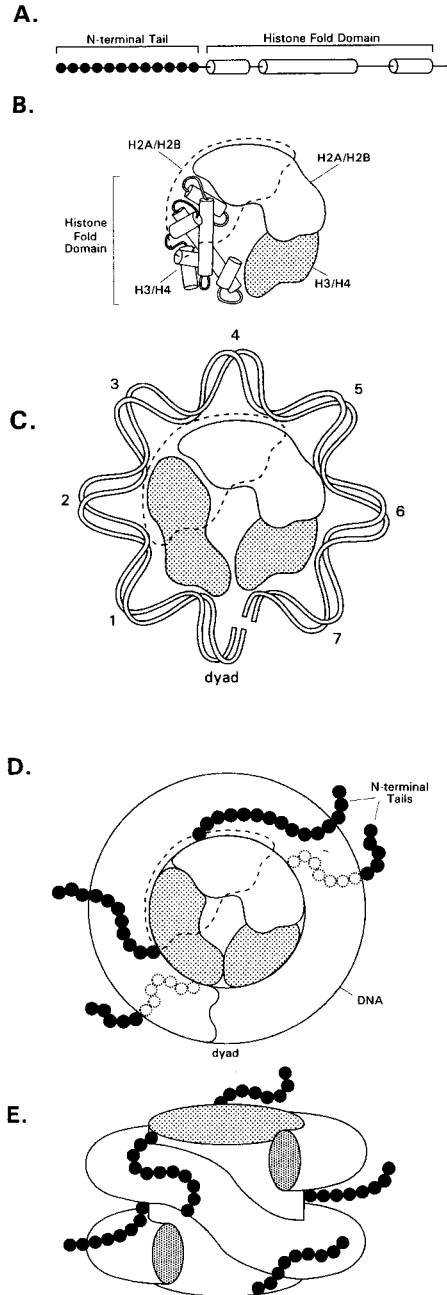 A.
N-terminal Tail
Histone Fold Domain
B.
H2A/H2B
H2A/H2B
Histone
Fold
Domain
H3/H4
H3/H4
C.
4
3
5
2
6
1
7
dyad
D.
N-terminal
Tails
DNA
dyad
E.